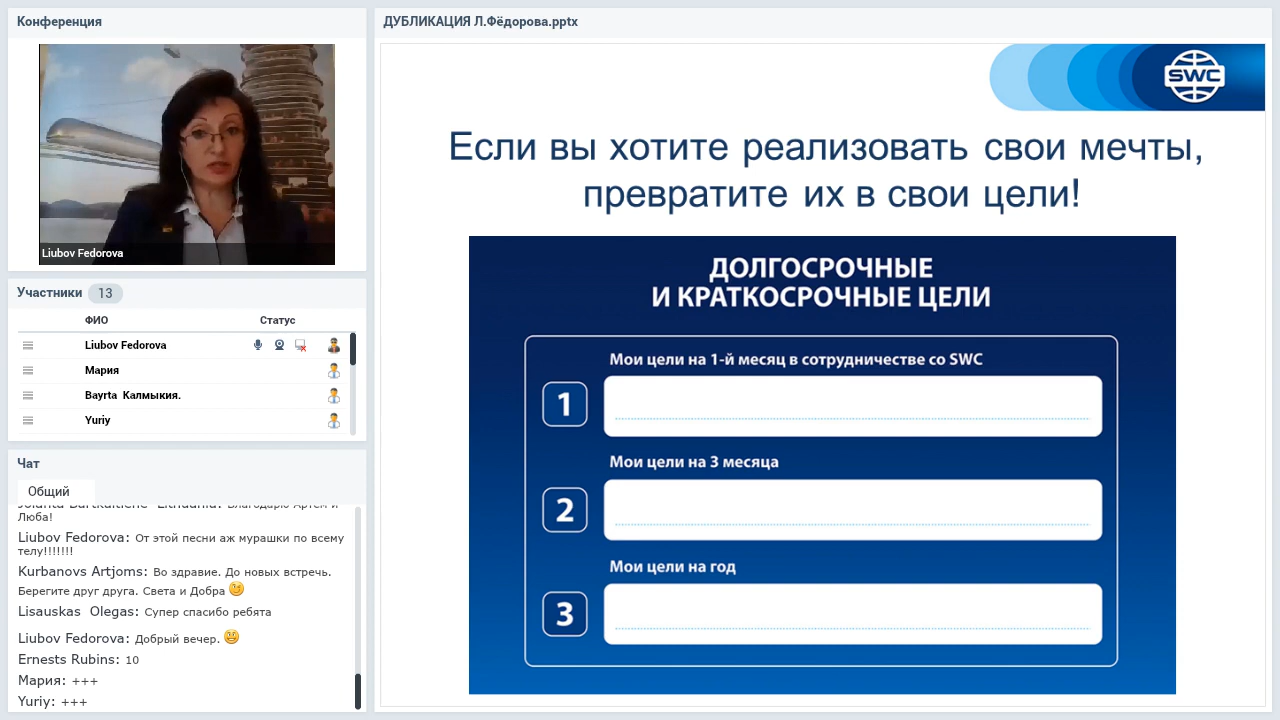 Конференция
Liubov Fedorova
Участники 13
ФИО Статус
Liubov Fedorova
Мария
Bayrta Калмыкия.
Yuriy
Чат
Общий
Благодарю Артем и
Люба!
Liubov Fedorova: От этой песни аж мурашки по всему
телу!!!!!!!
Kurbanovs Artjoms: Во здравие. До новых встречь.
Берегите друг друга. Света и Добра
Lisauskas Olegas: Супер спасибо ребята
Liubov Fedorova: Добрый вечер.
Ernests Rubins: 10
Мария: +++
Yuriy: +++
ДУБЛИКАЦИЯ Л.Фёдорова.pptx
SWC
Если вы хотите реализовать свои мечты,
превратите их в свои цели!
ДОЛГОСРОЧНЫЕ
И КРАТКОСРОЧНЫЕ ЦЕЛИ
Мои цели на 1-й месяц в сотрудничестве со SWC
1
Мои цели на 3 месяца
2
Мои цели на год
3